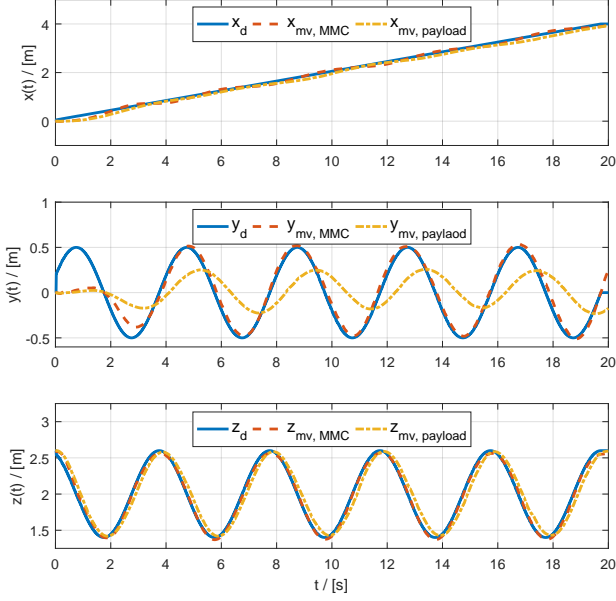 4
2
0
x(t) / [m]
x_d x_mv, MMC x_mv, payload
0 2 4 6 8 10 12 14 16 18 20
1
0.5
0
-0.5
y(t) / [m]
y_d y_mv, MMC y_mv, paylaod
0 2 4 6 8 10 12 14 16 18 20
3
2.5
2
1.5
z(t) / [m]
z_d z_mv, MMC z_mv, payload
0 2 4 6 8 10 12 14 16 18 20
t / [s]